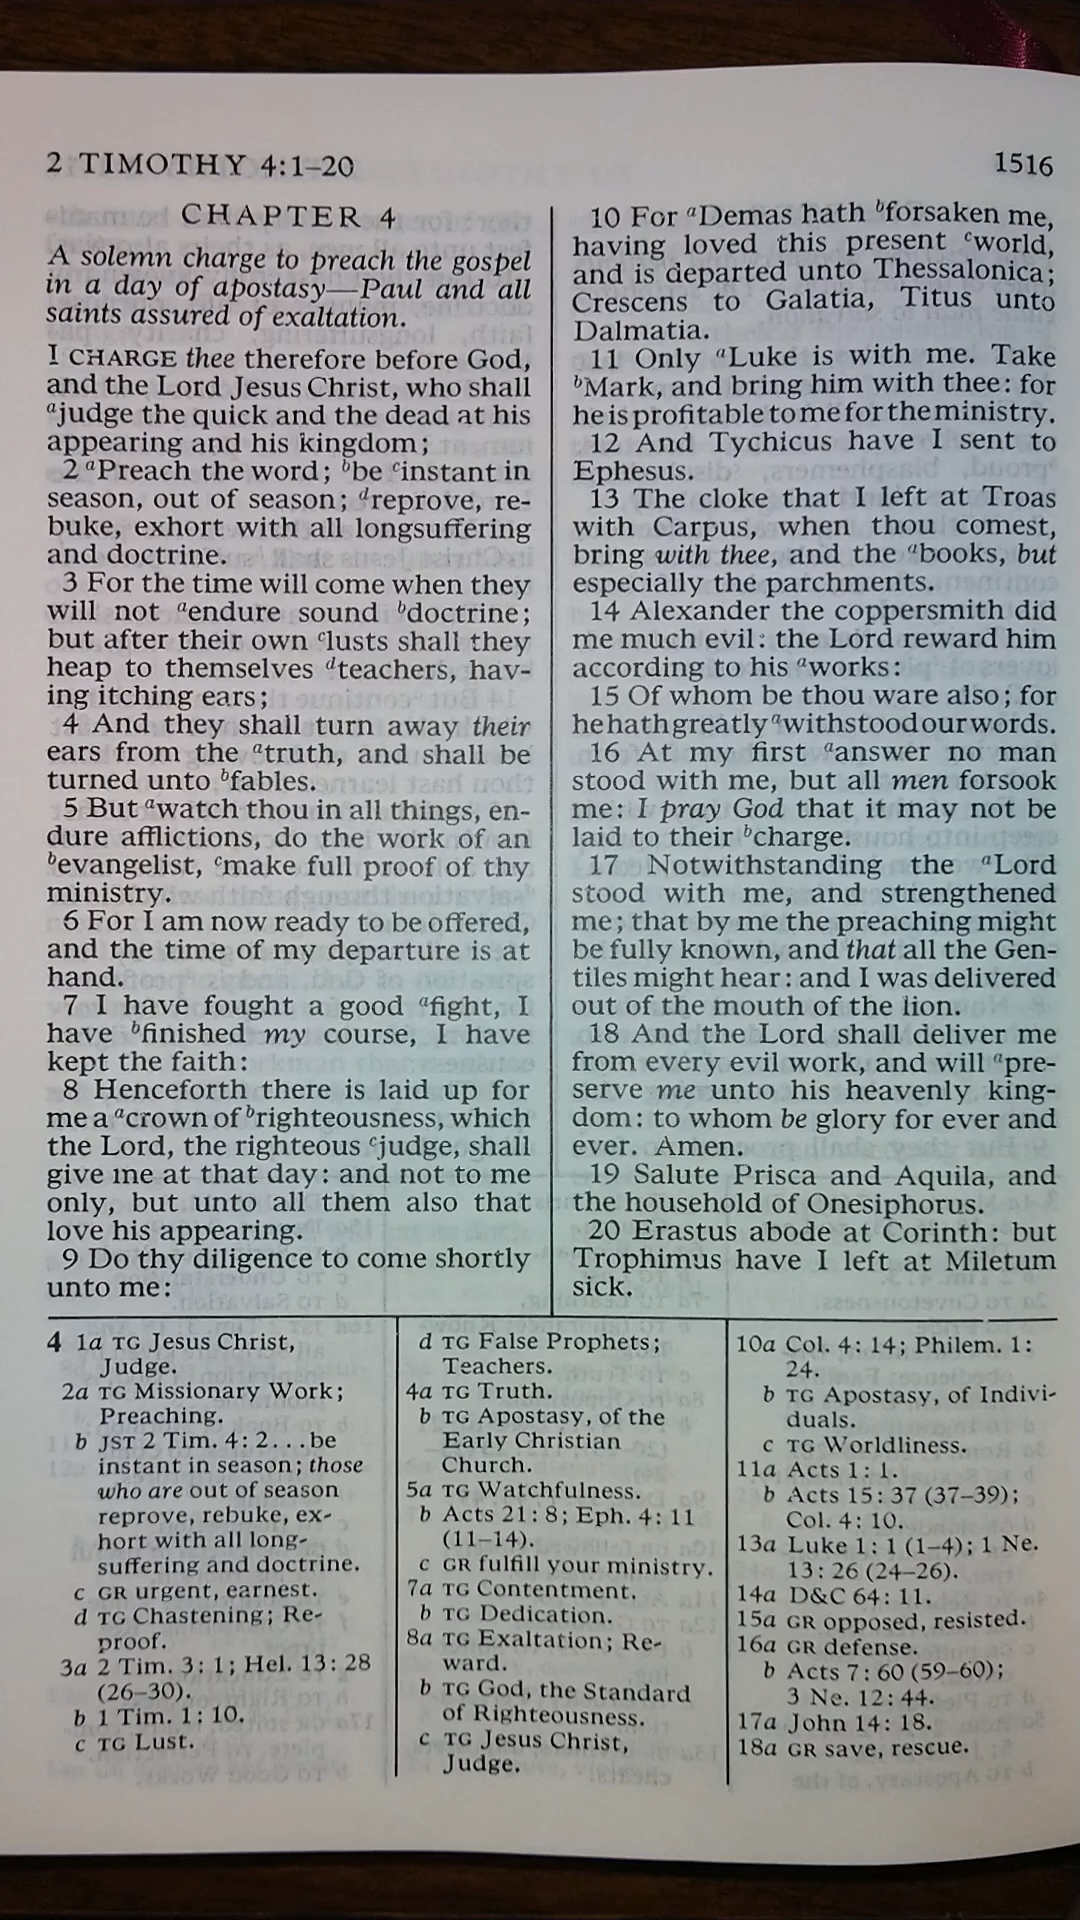 2 TIMOTHY 4:1–20
1516
CHAPTER 4
A solemn charge to preach the gospel
in a day of apostasy—Paul and all
saints assured of exaltation.
I CHARGE thee therefore before God,
and the Lord Jesus Christ, who shall
ajudge the quick and the dead at his
appearing and his kingdom;
2 aPreach the word; bbe cinstant in
season, out of season; dreprove, re-
buke, exhort with all longsuffering
and doctrine.
3 For the time will come when they
will not aendure sound bdoctrine;
but after their own clusts shall they
heap to themselves dteachers, hav-
ing itching ears;
4 And they shall turn away their
ears from the atruth, and shall be
turned unto bfables.
5 But awatch thou in all things, en-
dure afflictions, do the work of an
bevangelist, cmake full proof of thy
ministry.
6 For I am now ready to be offered,
and the time of my departure is at
hand.
7 I have fought a good afight, I
have bfinished my course, I have
kept the faith:
8 Henceforth there is laid up for
me a acrown of brighteousness, which
the Lord, the righteous cjudge, shall
give me at that day: and not to me
only, but unto all them also that
love his appearing.
9 Do thy diligence to come shortly
unto me:
10 For aDemas hath bforsaken me,
having loved this present cworld,
and is departed unto Thessalonica;
Crescens to Galatia, Titus unto
Dalmatia.
11 Only aLuke is with me. Take
bMark, and bring him with thee: for
he is profitable to me for the ministry.
12 And Tychicus have I sent to
Ephesus.
13 The cloke that I left at Troas
with Carpus, when thou comest,
bring with thee, and the abooks, but
especially the parchments.
14 Alexander the coppersmith did
me much evil: the Lord reward him
according to his aworks:
15 Of whom be thou ware also; for
he hath greatly awithstood our words.
16 At my first aanswer no man
stood with me, but all men forsook
me: I pray God that it may not be
laid to their bcharge.
17 Notwithstanding the aLord
stood with me, and strengthened
me; that by me the preaching might
be fully known, and that all the Gen-
tiles might hear: and I was delivered
out of the mouth of the lion.
18 And the Lord shall deliver me
from every evil work, and will apre-
serve me unto his heavenly king-
dom: to whom be glory for ever and
ever. Amen.
19 Salute Prisca and Aquila, and
the household of Onesiphorus.
20 Erastus abode at Corinth: but
Trophimus have I left at Miletum
sick.
4 1a TG Jesus Christ,
Judge.
2a TG Missionary Work;
Preaching.
b JST 2 Tim. 4: 2...be
instant in season; those
who are out of season
reprove, rebuke, ex-
hort with all long-
suffering and doctrine.
c GR urgent, earnest.
d TG Chastening; Re-
proof.
3a 2 Tim. 3: 1; Hel. 13: 28
(26–30).
b 1 Tim. 1: 10.
c TG Lust.
d TG False Prophets;
Teachers.
4a TG Truth.
b TG Apostasy, of the
Early Christian
Church.
5a TG Watchfulness.
b Acts 21: 8; Eph. 4: 11
(11–14).
c GR fulfill your ministry.
7a TG Contentment.
b TG Dedication.
8a TG Exaltation; Re-
ward.
b TG God, the Standard
of Righteousness.
c TG Jesus Christ,
Judge.
10a Col. 4: 14; Philem. 1:
24.
b TG Apostasy, of Indivi-
duals.
c TG Worldliness.
11a Acts 1: 1.
b Acts 15: 37 (37–39);
Col. 4: 10.
13a Luke 1: 1 (1–4); 1 Ne.
13: 26 (24–26).
14a D&C 64: 11.
15a GR opposed, resisted.
16a GR defense.
b Acts 7: 60 (59–60);
3 Ne. 12: 44.
17a John 14: 18.
18a GR save, rescue.